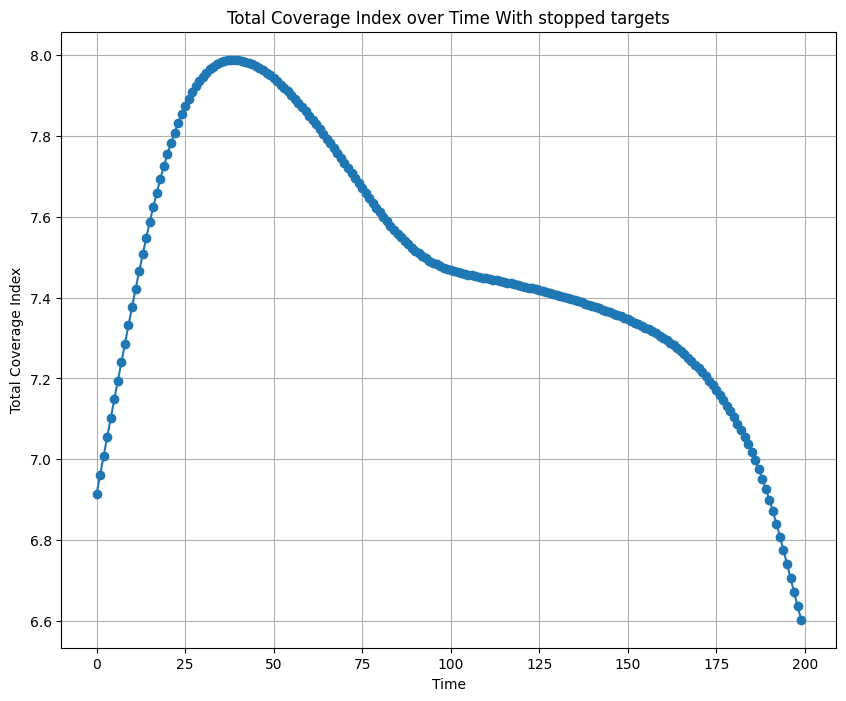 Total Coverage Index over Time With stopped targets
Total Coverage Index
8.0
7.8
7.6
7.4
7.2
7.0
6.8
6.6
0 25 50 75 100 125 150 175 200
Time